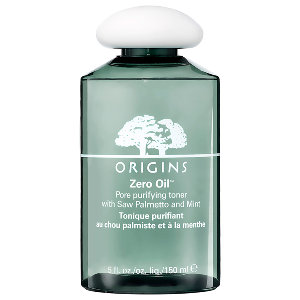 ORIGINS
Zero Oil™
Pore purifying toner
with Saw Palmetto and Mint
Tonique purifiant
au chou palmiste et à la menthe
5 fl. oz./oz. liq./150 ml ℮